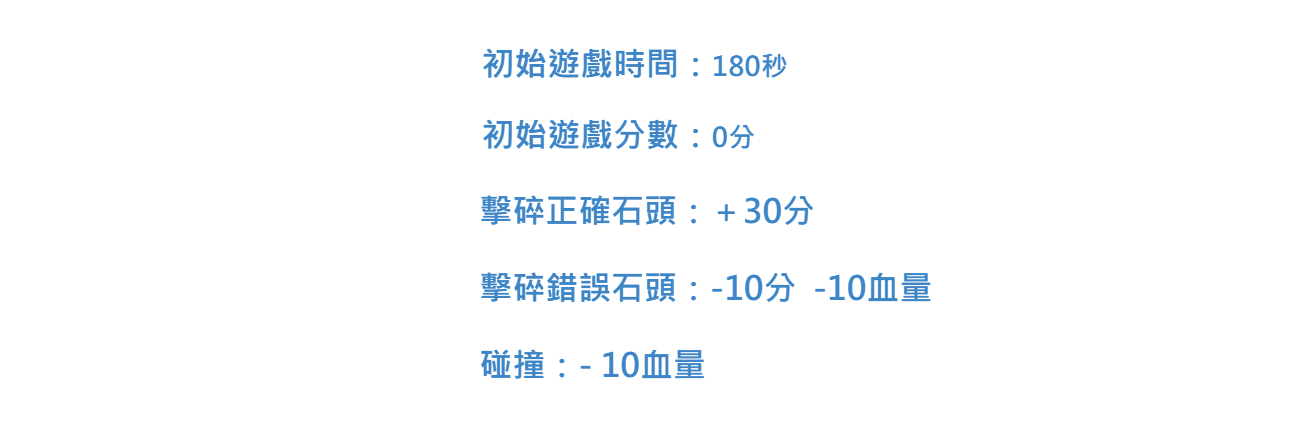 初始遊戲時間：180秒
初始遊戲分數：0分
擊碎正確石頭：＋30分
擊碎錯誤石頭：-10分 -10血量
碰撞：- 10血量